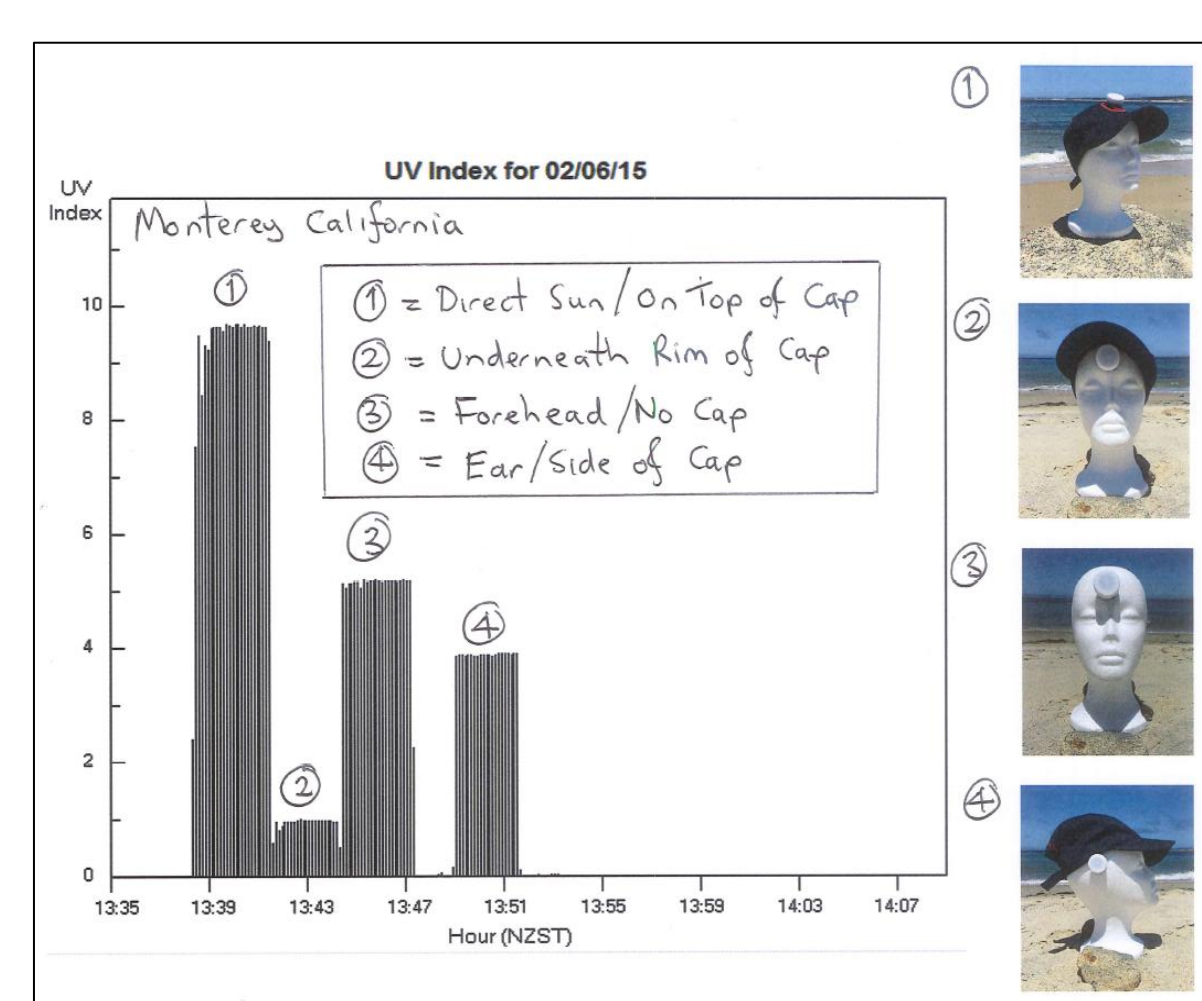 ①
UV Index for 02/06/15
UV
Index
Monterey California
①
① = Direct Sun/On Top of Cap
② = Underneath Rim of Cap
③ = Forehead/No Cap
④ = Ear/Side of Cap
10
8
6
4
2
0
③
④
②
13:35 13:39 13:43 13:47 13:51 13:55 13:59 14:03 14:07
Hour (NZST)
②
③
④